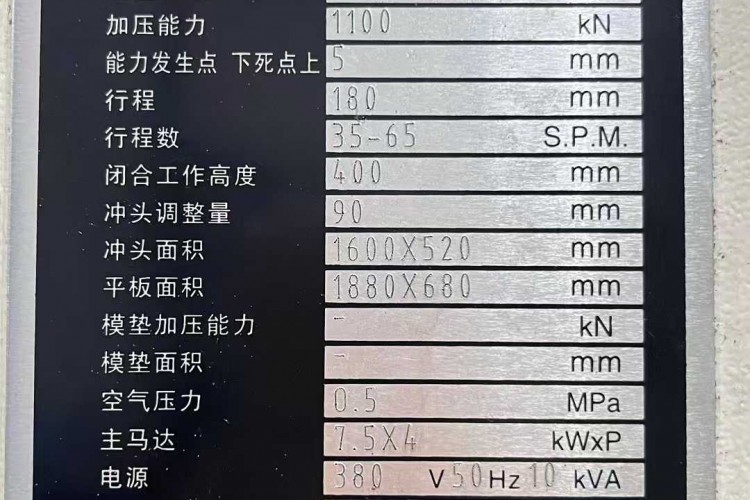 加压能力 1100 kN
能力发生点 下死点上 5 mm
行程 180 mm
行程数 35-65 S.P.M.
闭合工作高度 400 mm
冲头调整量 90 mm
冲头面积 1600X520 mm
平板面积 1880X680 mm
模垫加压能力 - kN
模垫面积 - mm
空气压力 0.5 MPa
主马达 7.5X4 kWxP
电源 380 V 50 Hz 10 kVA